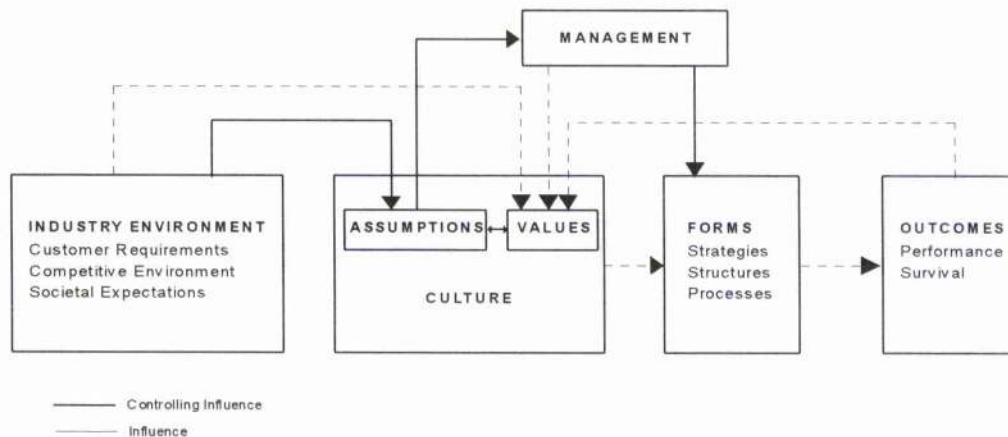 MANAGEMENT
INDUSTRY ENVIRONMENT
Customer Requirements
Competitive Environment
Societal Expectations
ASSUMPTIONS
VALUES
CULTURE
FORMS
Strategies
Structures
Processes
OUTCOMES
Performance
Survival
Controlling Influence
Influence